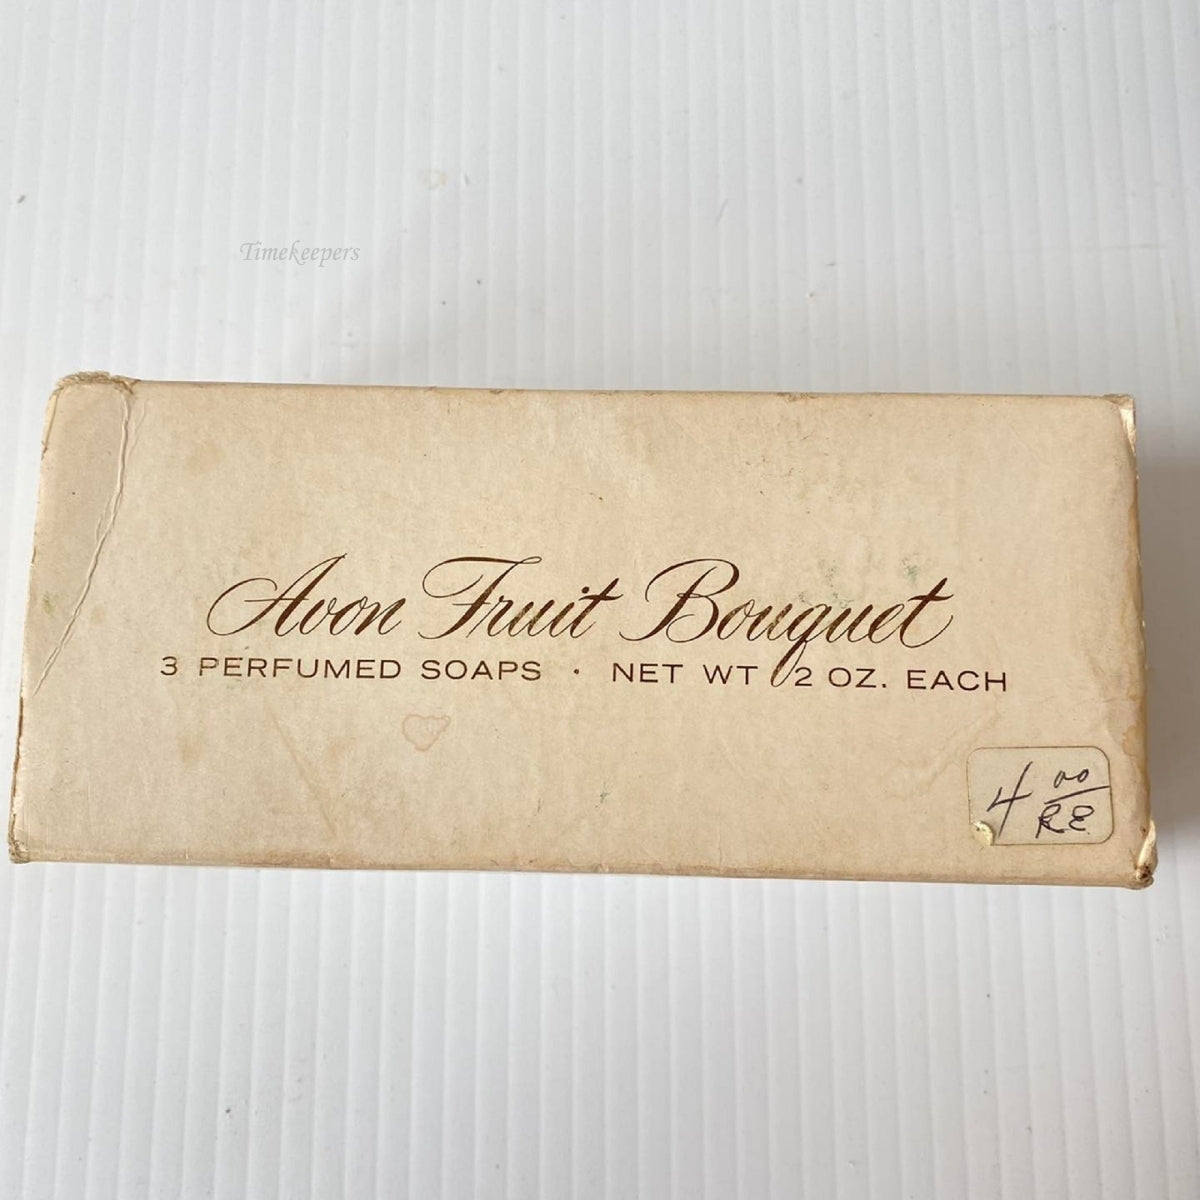 Timekeepers
Avon Fruit Bouquet
3 PERFUMED SOAPS · NET WT 2 OZ. EACH
4 00
RE